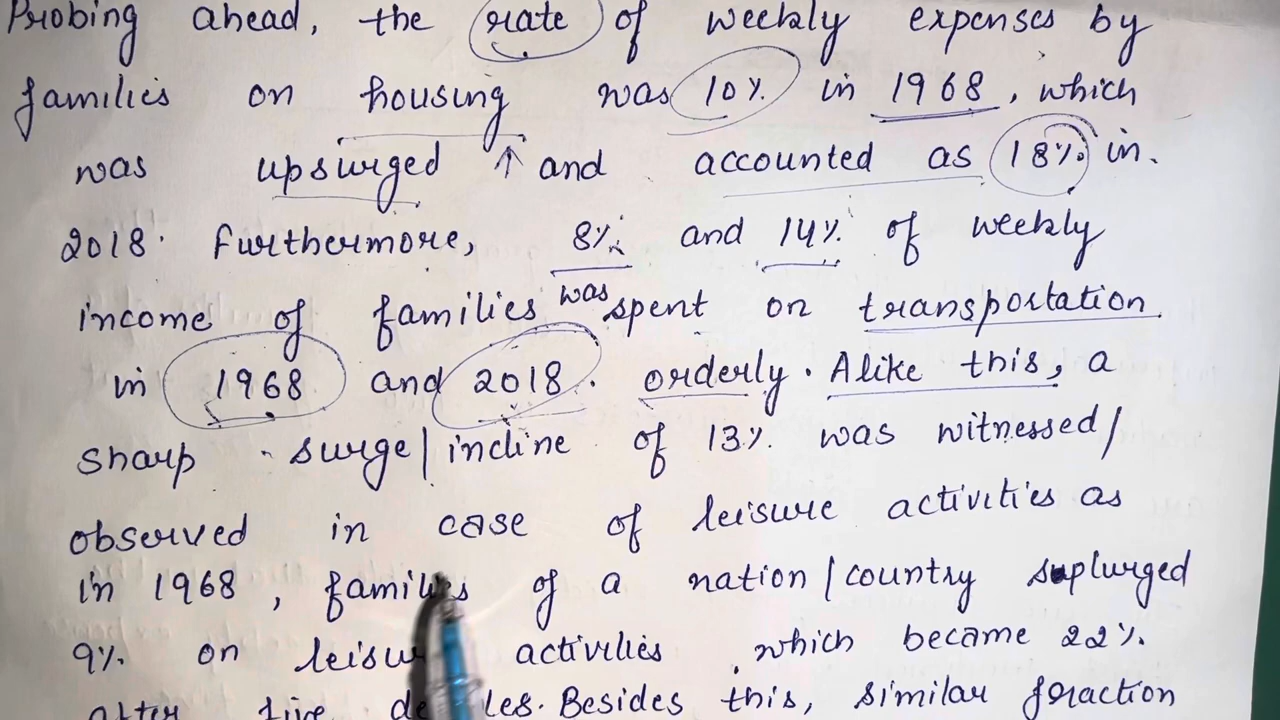 Probing ahead, the rate of weekly expenses by
families on housing was 10% in 1968, which
was upsurged ↑ and accounted as 18% in
2018. Furthermore, 8% and 14% of weekly
income of families was spent on transportation
in 1968 and 2018. orderly. Alike this, a
sharp surge/incline of 13% was witnessed/
observed in case of leisure activities as
in 1968, families of a nation/country suplurged
9% on activities which became 22%.
after five Besides this, similar fraction